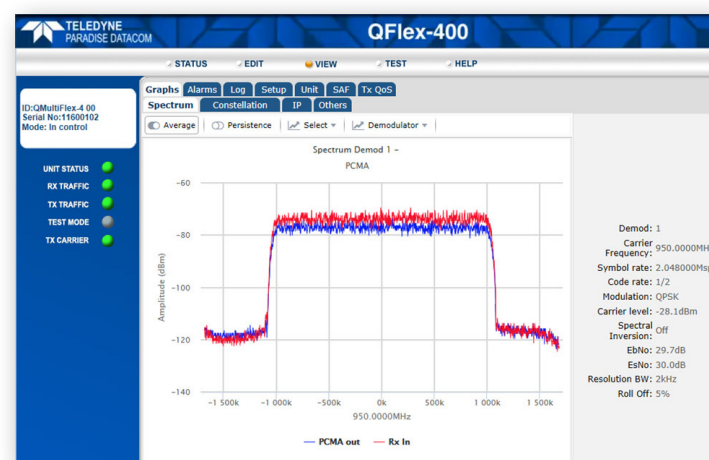 TELEDYNE
PARADISE DATACOM
QFlex-400
STATUS EDIT VIEW TEST HELP
ID:QMultiFlex-4 00
Serial No:11600102
Mode: In control
UNIT STATUS
RX TRAFFIC
TX TRAFFIC
TEST MODE
TX CARRIER
Graphs Alarms Log Setup Unit SAF Tx QoS
Spectrum Constellation IP Others
Average Persistence Select Demodulator
Spectrum Demod 1 –
PCMA
Amplitude (dBm)
−60
−80
−100
−120
−140
−1 500k −1 000k −500k 0k 500k 1 000k 1 500k
950.0000MHz
PCMA out Rx In
Demod: 1
Carrier Frequency: 950.0000MH
Symbol rate: 2.048000Msp
Code rate: 1/2
Modulation: QPSK
Carrier level: -28.1dBm
Spectral Inversion: Off
EbNo: 29.7dB
EsNo: 30.0dB
Resolution BW: 2kHz
Roll Off: 5%